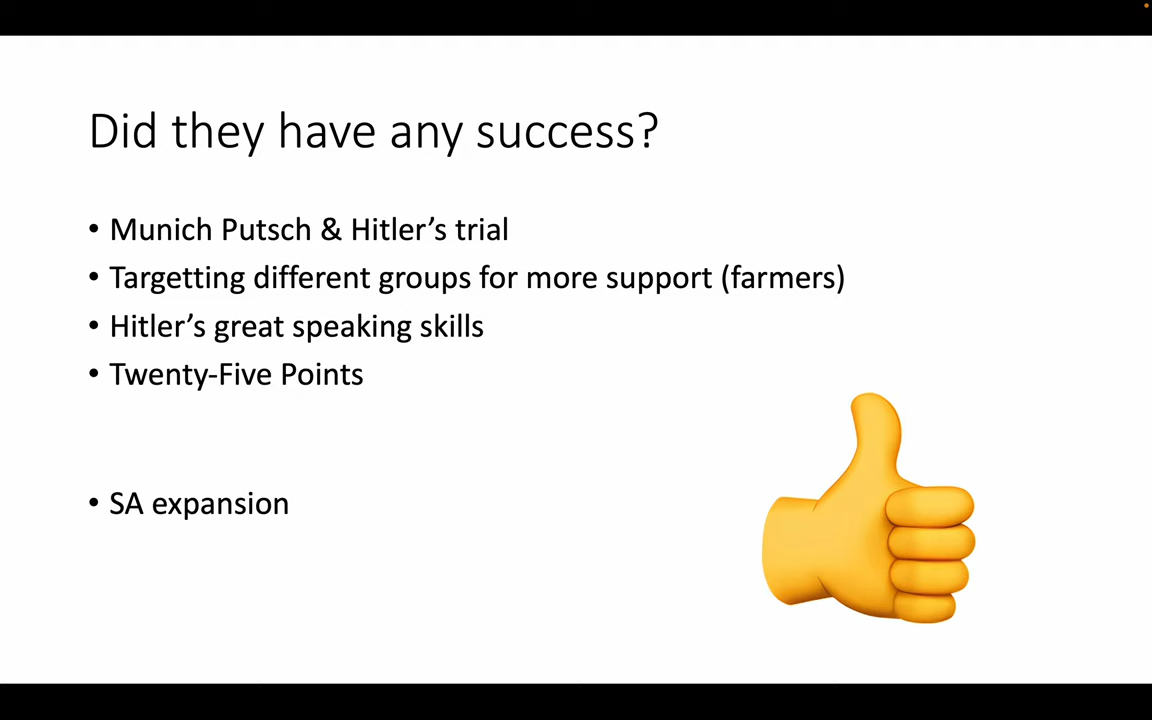 Did they have any success?
• Munich Putsch & Hitler’s trial
• Targetting different groups for more support (farmers)
• Hitler’s great speaking skills
• Twenty-Five Points
• SA expansion